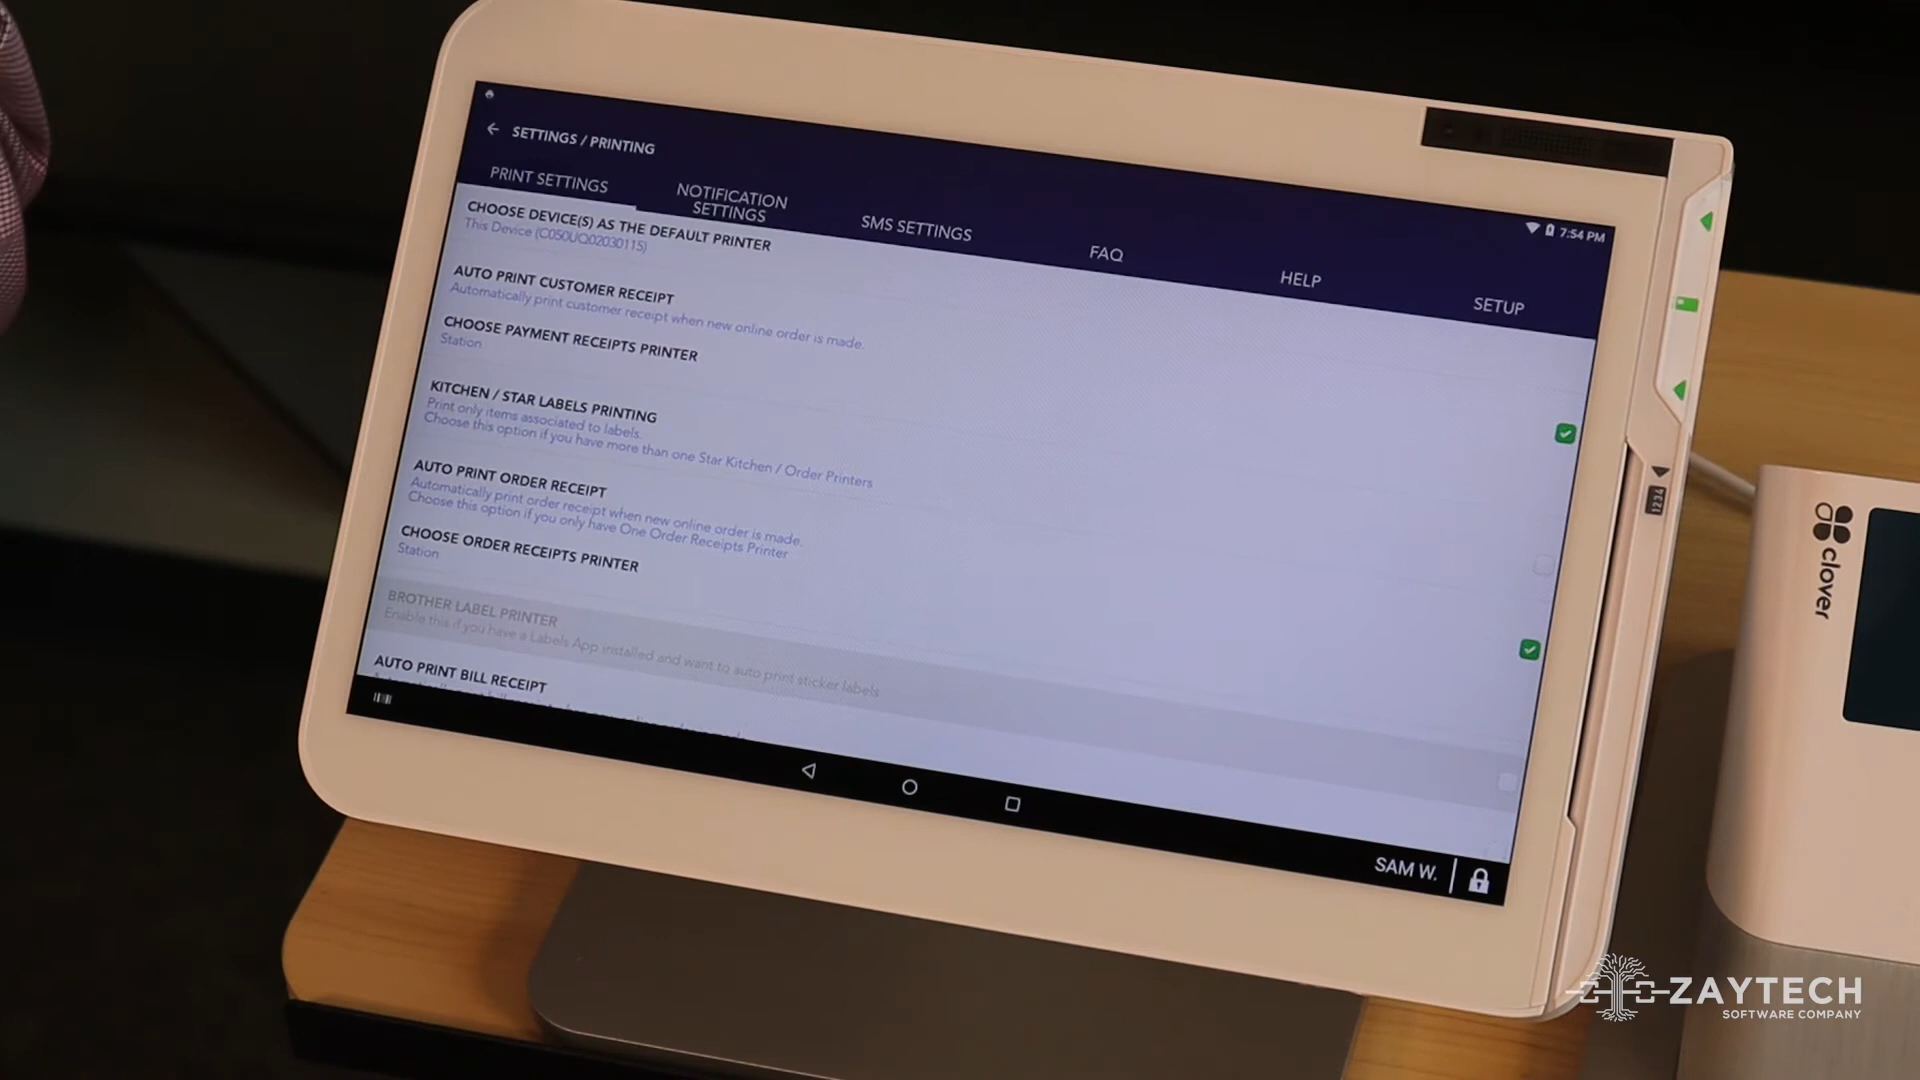 SETTINGS / PRINTING
7:54 PM
PRINT SETTINGS
NOTIFICATION
SETTINGS
SMS SETTINGS
FAQ
HELP
SETUP
CHOOSE DEVICE(S) AS THE DEFAULT PRINTER
This Device (C050UQ02030115)
AUTO PRINT CUSTOMER RECEIPT
Automatically print customer receipt when new online order is made.
CHOOSE PAYMENT RECEIPTS PRINTER
Station
KITCHEN / STAR LABELS PRINTING
Print only items associated to labels.
Choose this option if you have more than one Star Kitchen / Order Printers
AUTO PRINT ORDER RECEIPT
Automatically print order receipt when new online order is made.
Choose this option if you only have One Order Receipts Printer
CHOOSE ORDER RECEIPTS PRINTER
Station
BROTHER LABEL PRINTER
Enable this if you have a Labels App installed and want to auto print sticker labels
AUTO PRINT BILL RECEIPT
SAM W.
1234
clover
ZAYTECH
SOFTWARE COMPANY